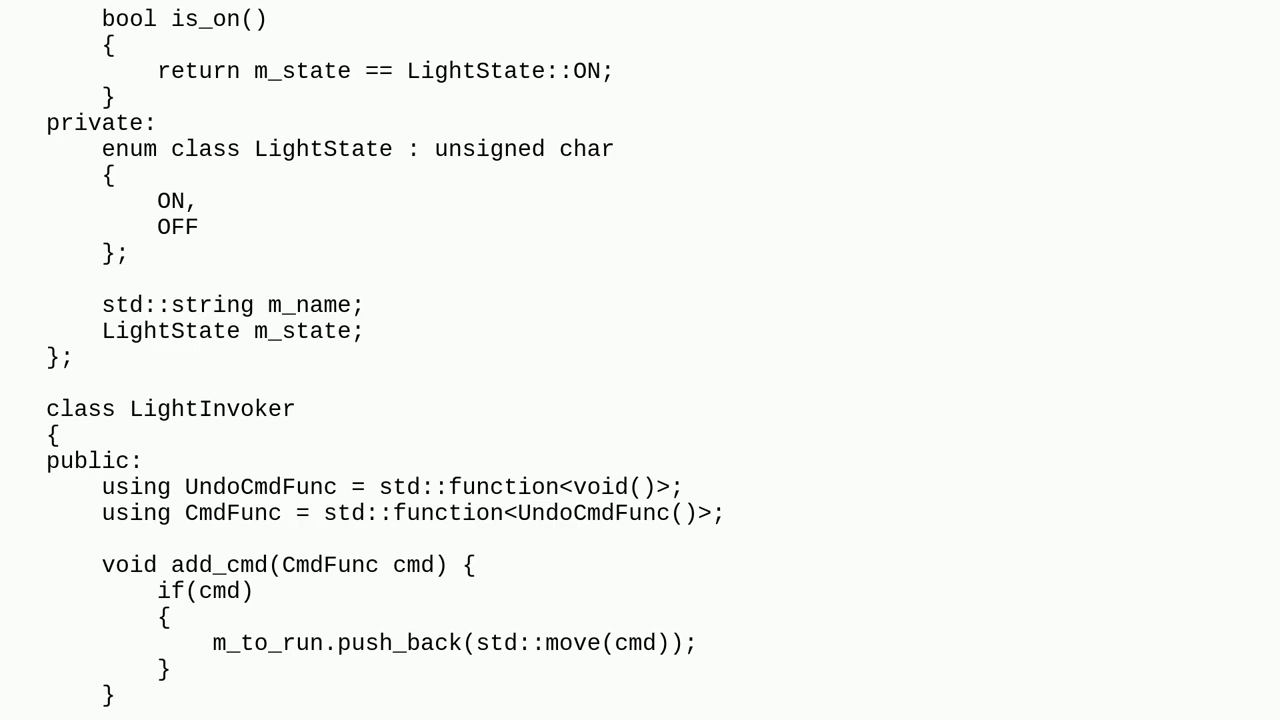 bool is_on()
{
return m_state == LightState::ON;
}
private:
enum class LightState : unsigned char
{
ON,
OFF
};
std::string m_name;
LightState m_state;
};
class LightInvoker
{
public:
using UndoCmdFunc = std::function<void()>;
using CmdFunc = std::function<UndoCmdFunc()>;
void add_cmd(CmdFunc cmd) {
if(cmd)
{
m_to_run.push_back(std::move(cmd));
}
}